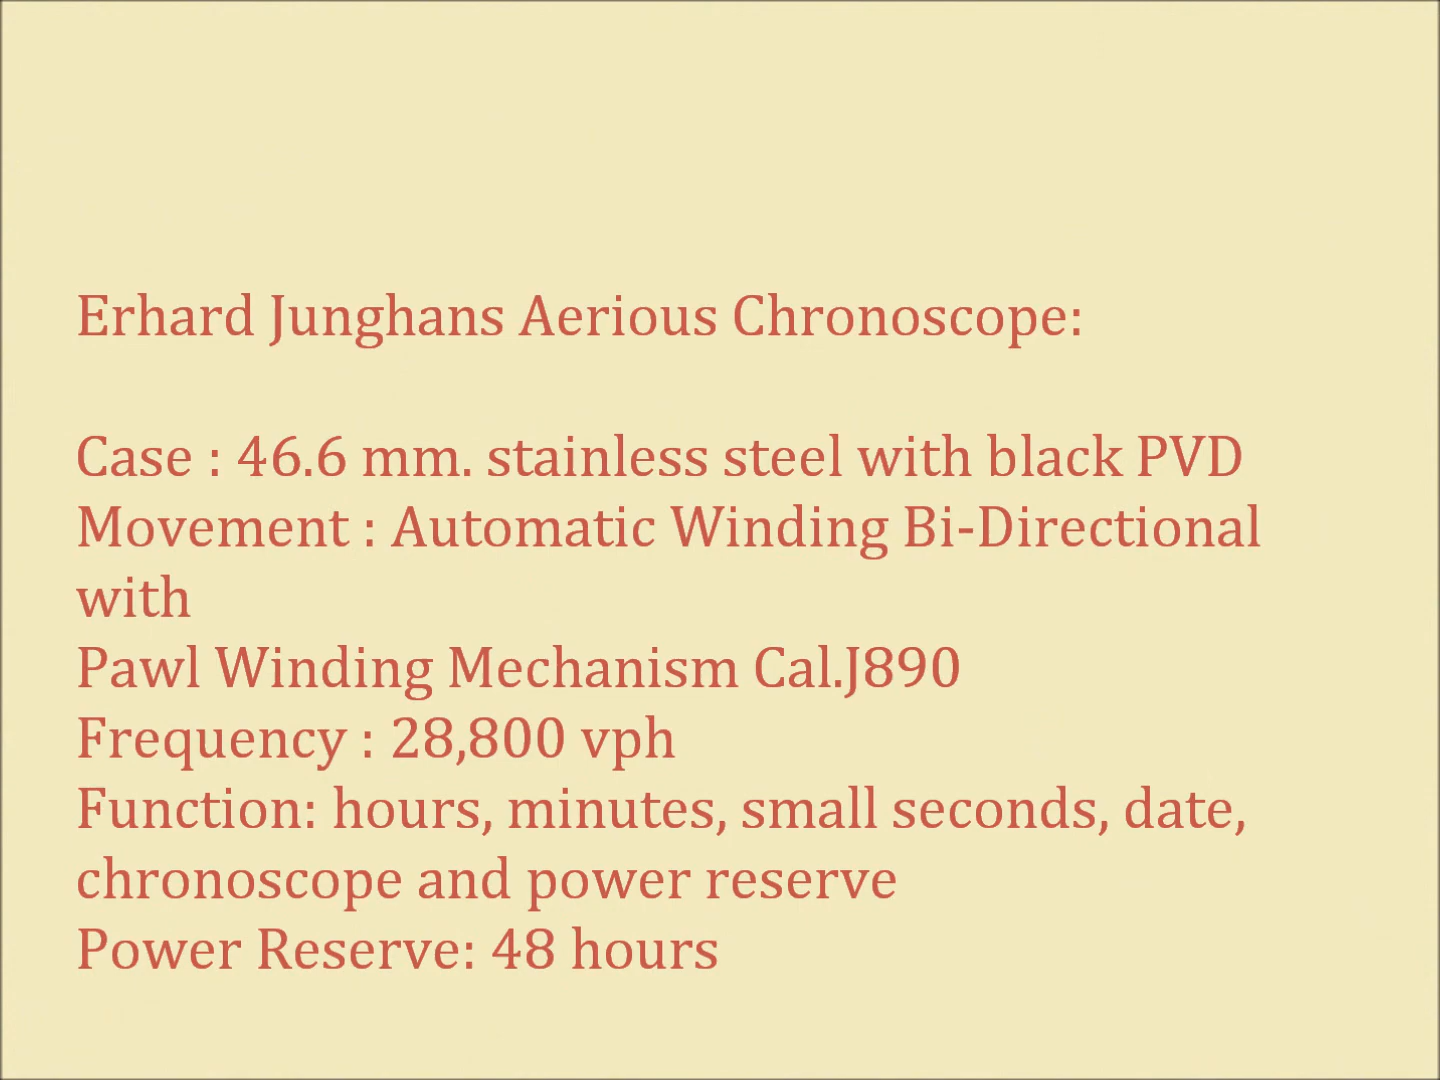 Erhard Junghans Aerious Chronoscope:
Case : 46.6 mm. stainless steel with black PVD
Movement : Automatic Winding Bi-Directional
with
Pawl Winding Mechanism Cal.J890
Frequency : 28,800 vph
Function: hours, minutes, small seconds, date,
chronoscope and power reserve
Power Reserve: 48 hours